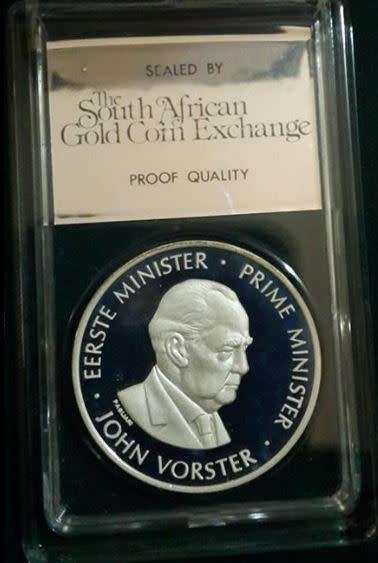 SEALED BY
The
South African
Gold Coin Exchange
PROOF QUALITY
EERSTE MINISTER · PRIME MINISTER ·
JOHN VORSTER ·